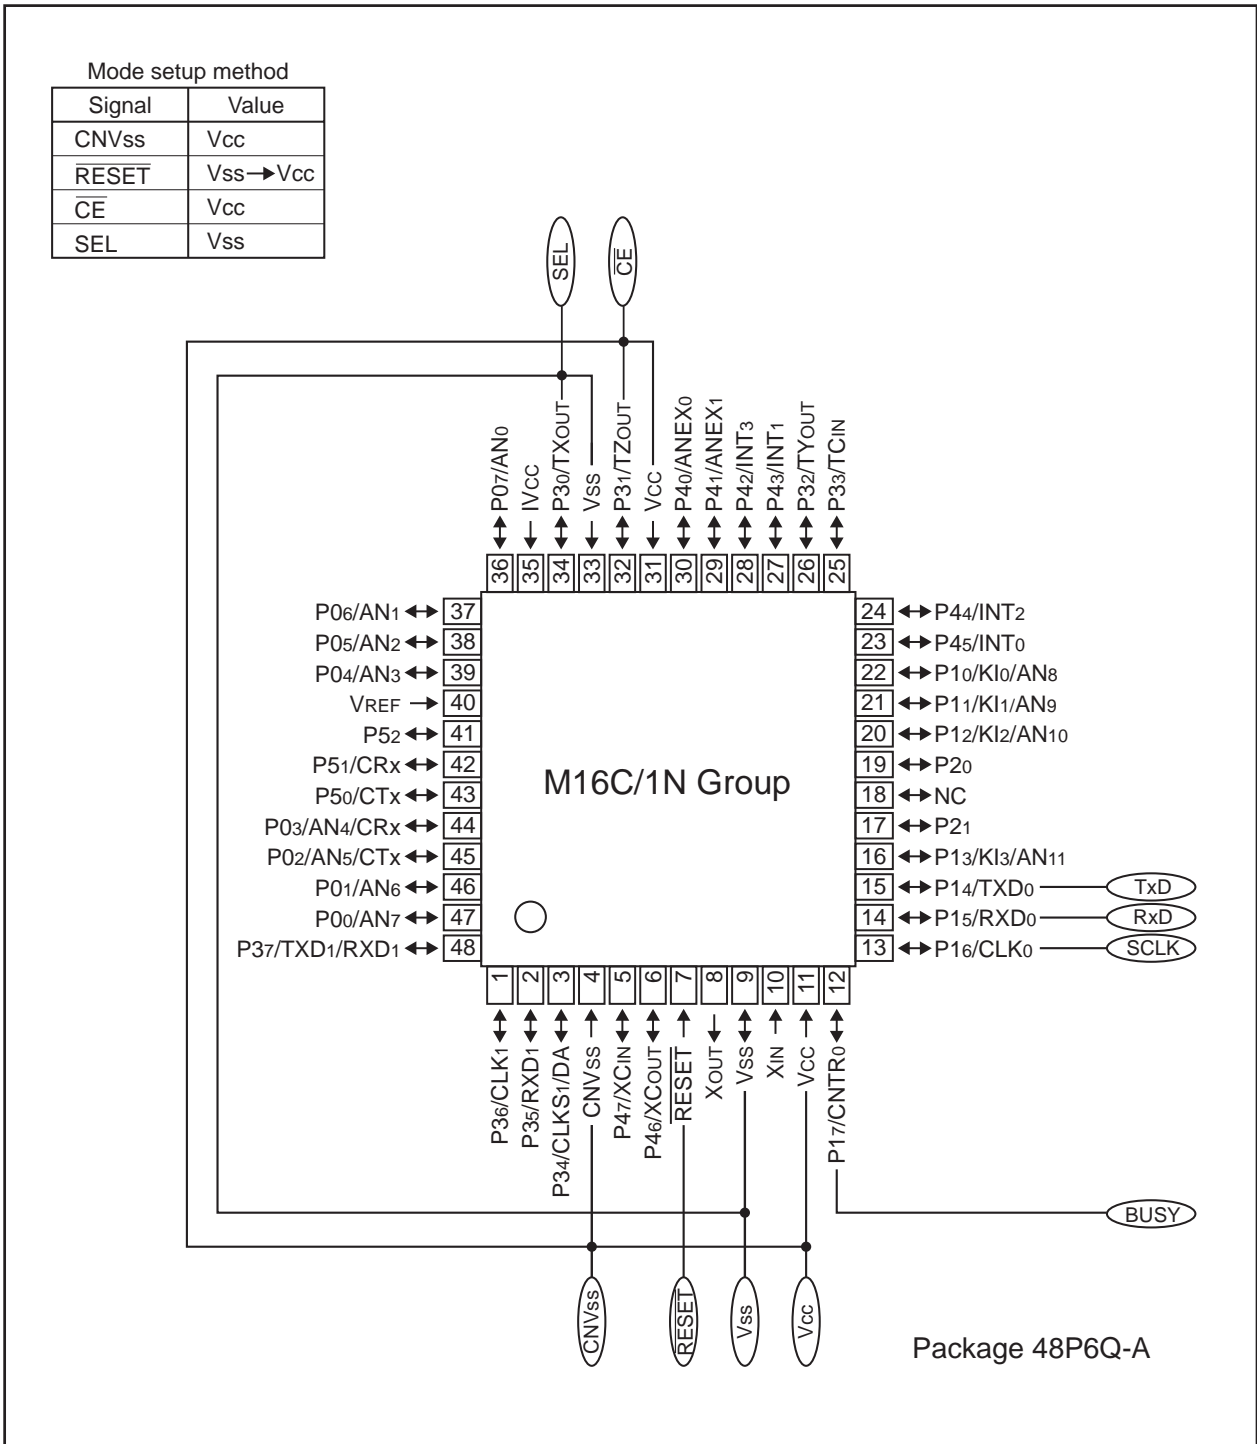 Mode setup method
Signal Value
CNVss Vcc
RESET Vss→Vcc
CE Vcc
SEL Vss
SEL
CE
P07/AN0
IVCC
P30/TXOUT
VSS
P31/TZOUT
VCC
P40/ANEX0
P41/ANEX1
P42/INT3
P43/INT1
P32/TYOUT
P33/TCIN
36 35 34 33 32 31 30 29 28 27 26 25
P06/AN1 37
P05/AN2 38
P04/AN3 39
VREF 40
P52 41
P51/CRx 42
P50/CTx 43
P03/AN4/CRx 44
P02/AN5/CTx 45
P01/AN6 46
P00/AN7 47
P37/TXD1/RXD1 48
M16C/1N Group
24 P44/INT2
23 P45/INT0
22 P10/KI0/AN8
21 P11/KI1/AN9
20 P12/KI2/AN10
19 P20
18 NC
17 P21
16 P13/KI3/AN11
15 P14/TXD0 TxD
14 P15/RXD0 RxD
13 P16/CLK0 SCLK
1 2 3 4 5 6 7 8 9 10 11 12
P36/CLK1
P35/RXD1
P34/CLKS1/DA
CNVSS
P47/XCIN
P46/XCOUT
RESET
XOUT
VSS
XIN
VCC
P17/CNTR0
BUSY
CNVss
RESET
Vss
Vcc
Package 48P6Q-A